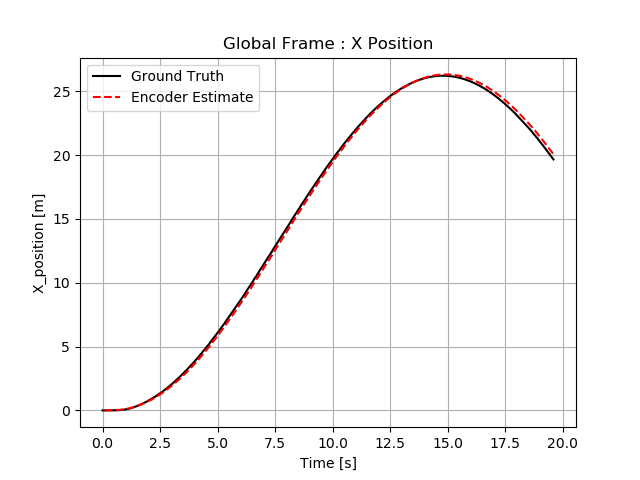 Global Frame : X Position
Ground Truth
Encoder Estimate
X_position [m]
25
20
15
10
5
0
0.0 2.5 5.0 7.5 10.0 12.5 15.0 17.5 20.0
Time [s]